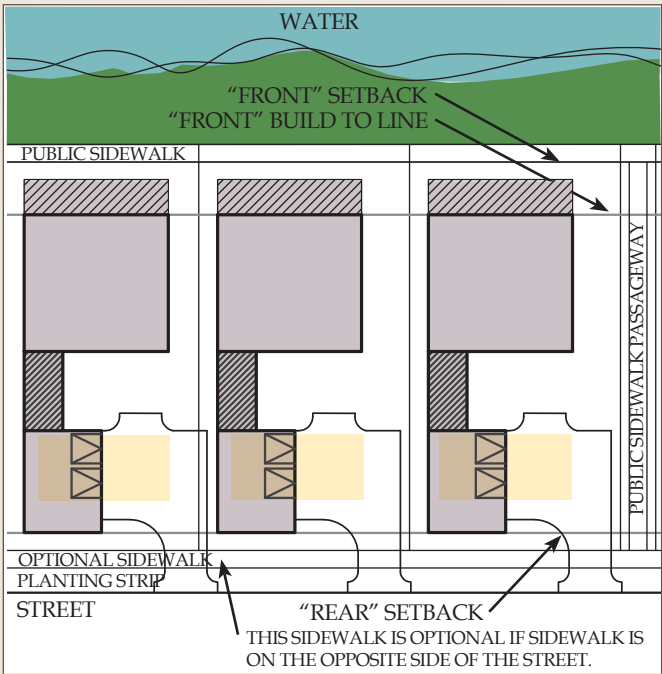 WATER
“FRONT” SETBACK
“FRONT” BUILD TO LINE
PUBLIC SIDEWALK
PUBLIC SIDEWALK PASSAGEWAY
OPTIONAL SIDEWALK
PLANTING STRIP
STREET
“REAR” SETBACK
THIS SIDEWALK IS OPTIONAL IF SIDEWALK IS
ON THE OPPOSITE SIDE OF THE STREET.